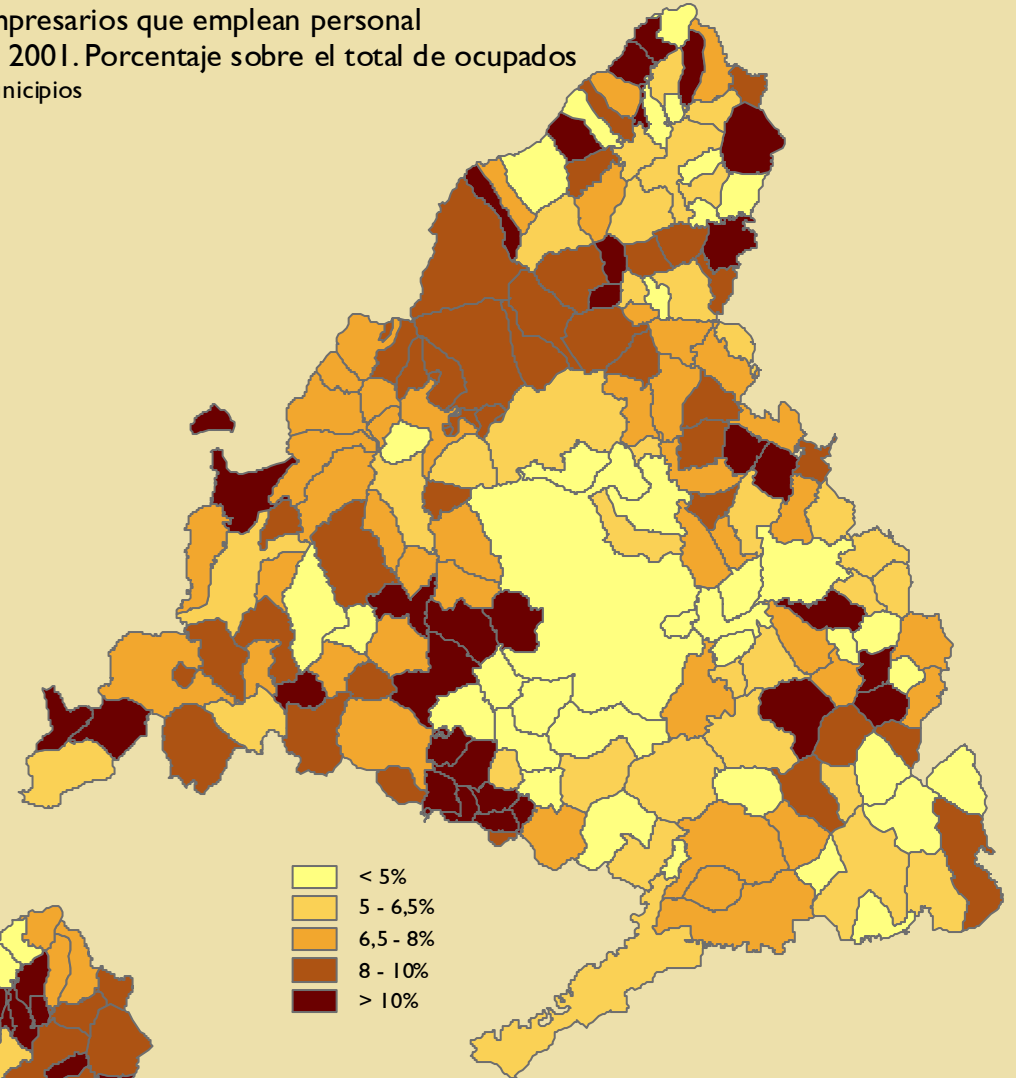 mpresarios que emplean personal
2001. Porcentaje sobre el total de ocupados
nicipios
< 5%
5 - 6,5%
6,5 - 8%
8 - 10%
> 10%